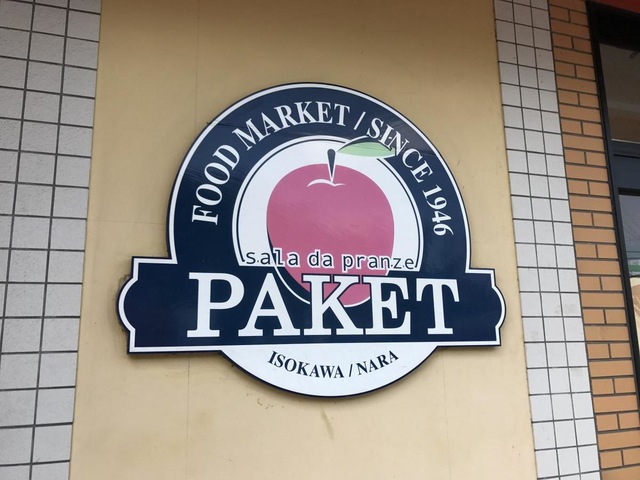 FOOD MARKET / SINCE 1946
sala da pranze
PAKET
ISOKAWA / NARA